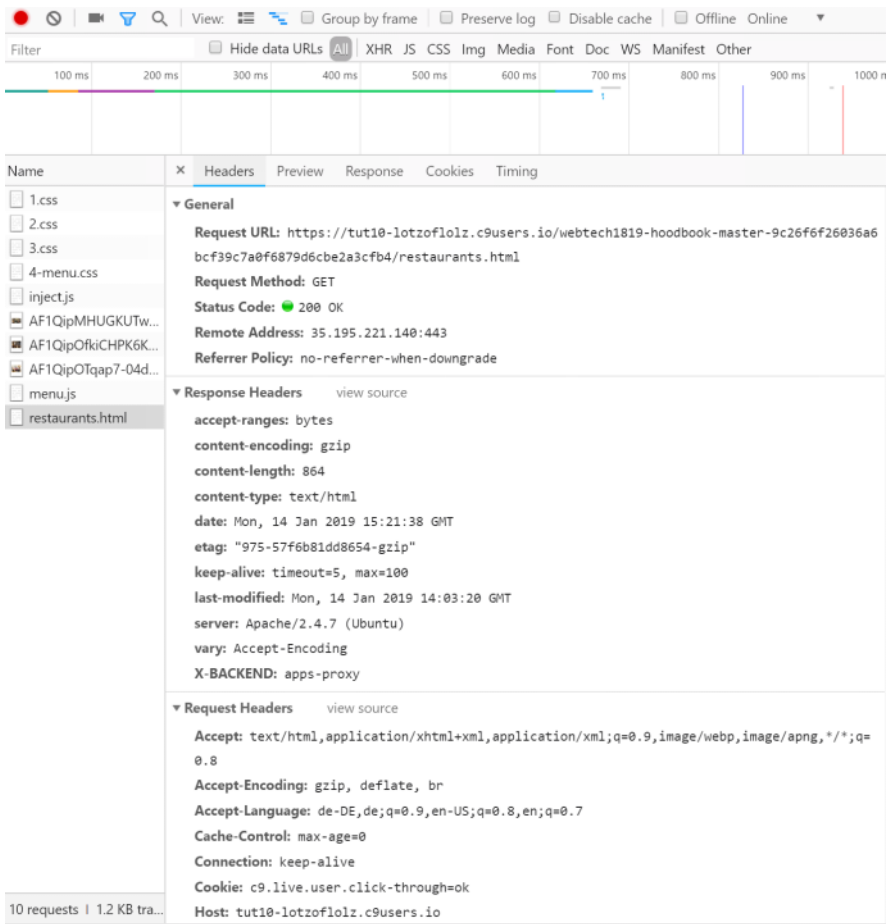 View: Group by frame Preserve log Disable cache Offline Online
Filter Hide data URLs All XHR JS CSS Img Media Font Doc WS Manifest Other
100 ms 200 ms 300 ms 400 ms 500 ms 600 ms 700 ms 800 ms 900 ms 1000 m
Name
1.css
2.css
3.css
4-menu.css
inject.js
AF1QipMHUGKUTw...
AF1QipOfkiCHPK6K...
AF1QipOTqap7-04d...
menu.js
restaurants.html
10 requests | 1.2 KB tra...
× Headers Preview Response Cookies Timing
General
Request URL: https://tut10-lotzoflolz.c9users.io/webtech1819-hoodbook-master-9c26f6f26036a6
bcf39c7a0f6879d6cbe2a3cfb4/restaurants.html
Request Method: GET
Status Code: 200 OK
Remote Address: 35.195.221.140:443
Referrer Policy: no-referrer-when-downgrade
Response Headers view source
accept-ranges: bytes
content-encoding: gzip
content-length: 864
content-type: text/html
date: Mon, 14 Jan 2019 15:21:38 GMT
etag: "975-57f6b81dd8654-gzip"
keep-alive: timeout=5, max=100
last-modified: Mon, 14 Jan 2019 14:03:20 GMT
server: Apache/2.4.7 (Ubuntu)
vary: Accept-Encoding
X-BACKEND: apps-proxy
Request Headers view source
Accept: text/html,application/xhtml+xml,application/xml;q=0.9,image/webp,image/apng,*/*;q=
0.8
Accept-Encoding: gzip, deflate, br
Accept-Language: de-DE,de;q=0.9,en-US;q=0.8,en;q=0.7
Cache-Control: max-age=0
Connection: keep-alive
Cookie: c9.live.user.click-through=ok
Host: tut10-lotzoflolz.c9users.io